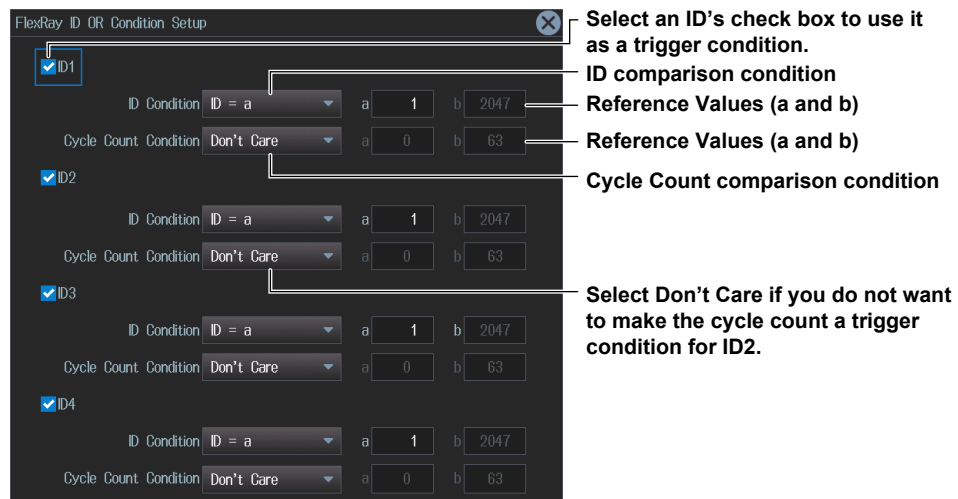 FlexRay ID OR Condition Setup
Select an ID's check box to use it
as a trigger condition.
ID1
ID comparison condition
ID Condition ID = a a 1 b 2047
Reference Values (a and b)
Cycle Count Condition Don't Care a 0 b 63
Reference Values (a and b)
ID2
Cycle Count comparison condition
ID Condition ID = a a 1 b 2047
Cycle Count Condition Don't Care a 0 b 63
ID3
Select Don't Care if you do not want
to make the cycle count a trigger
condition for ID2.
ID Condition ID = a a 1 b 2047
Cycle Count Condition Don't Care a 0 b 63
ID4
ID Condition ID = a a 1 b 2047
Cycle Count Condition Don't Care a 0 b 63